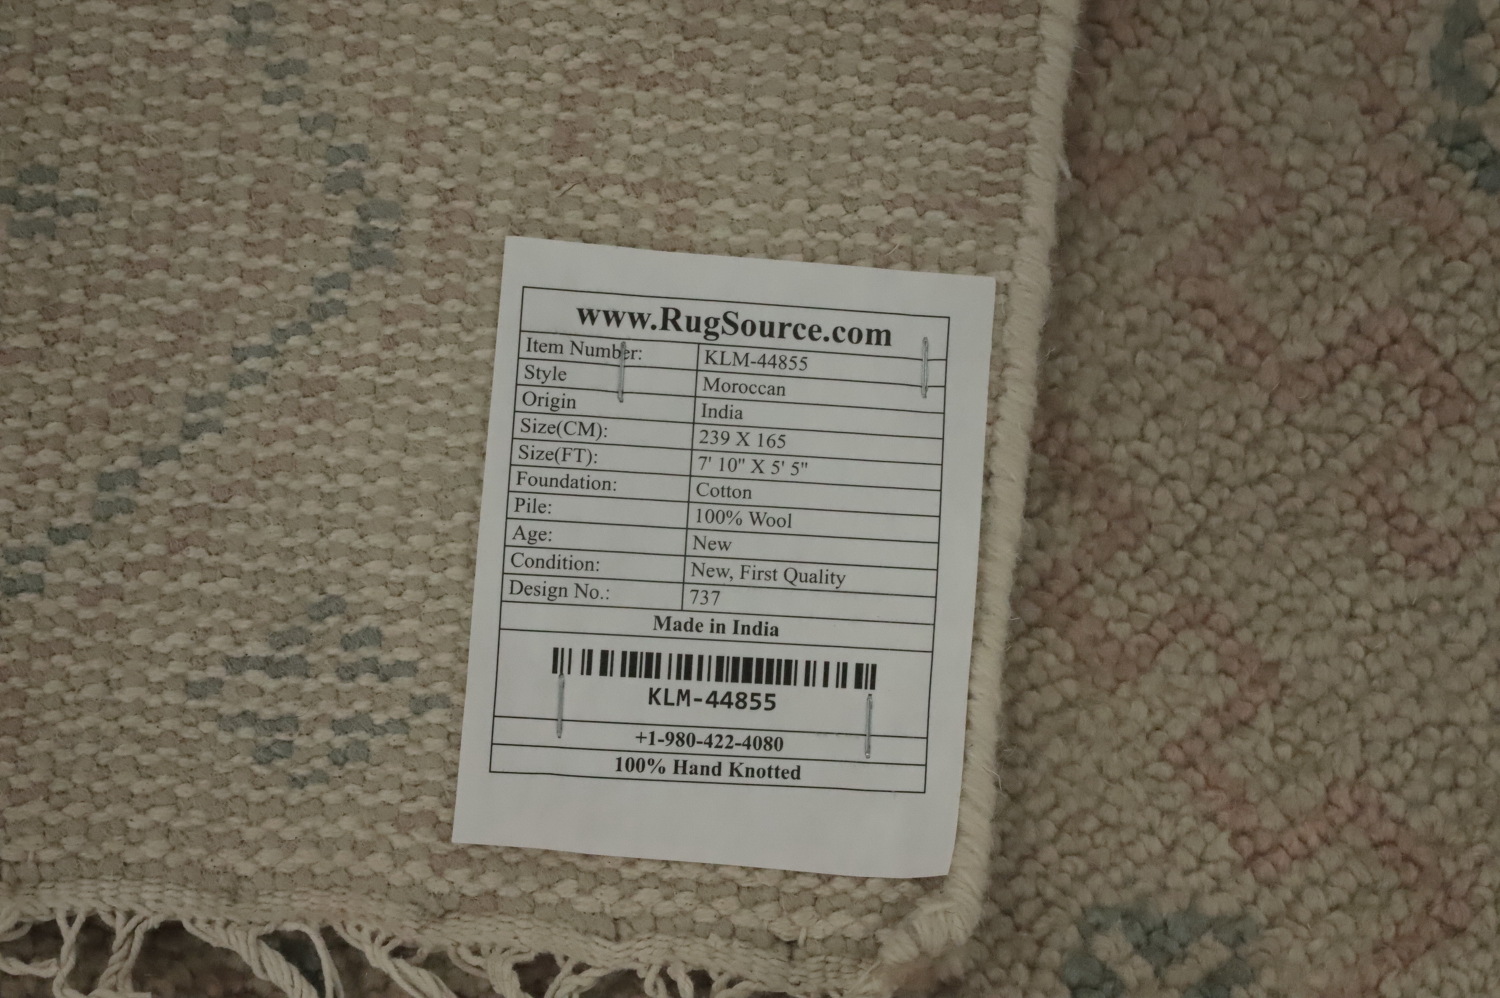 www.RugSource.com
Item Number: KLM-44855
Style Moroccan
Origin India
Size(CM): 239 X 165
Size(FT): 7' 10" X 5' 5"
Foundation: Cotton
Pile: 100% Wool
Age: New
Condition: New, First Quality
Design No.: 737
Made in India
KLM-44855
+1-980-422-4080
100% Hand Knotted